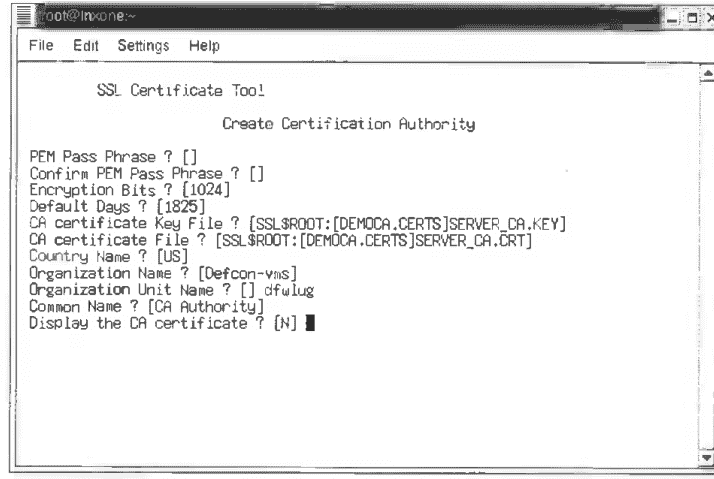 root@lnxone:~
File Edit Settings Help
SSL Certificate Tool
Create Certification Authority
PEM Pass Phrase ? []
Confirm PEM Pass Phrase ? []
Encryption Bits ? [1024]
Default Days ? [1825]
CA certificate Key File ? [SSL$ROOT:[DEMOCA.CERTS]SERVER_CA.KEY]
CA certificate File ? [SSL$ROOT:[DEMOCA.CERTS]SERVER_CA.CRT]
Country Name ? [US]
Organization Name ? [Defcon-vms]
Organization Unit Name ? [] dfwlug
Common Name ? [CA Authority]
Display the CA certificate ? [N]